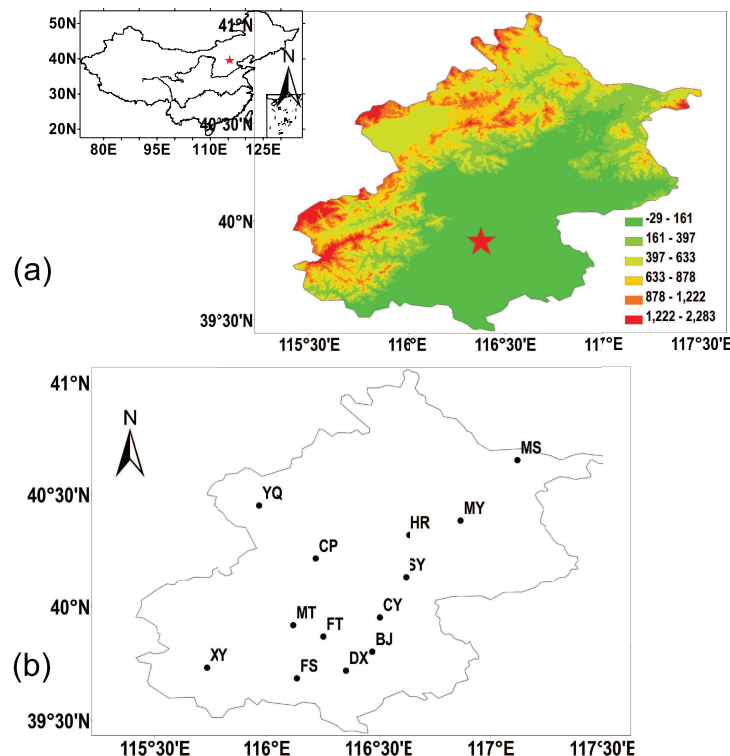 50N
40N
30N
20N
80E
95E
110E
125E
N
41°N
40°30'N
40°N
39°30'N
115°30'E
116°E
116°30'E
117°E
117°30'E
-29 - 161
161 - 397
397 - 633
633 - 878
878 - 1,222
1,222 - 2,283
(a)
41°N
40°30'N
40°N
39°30'N
115°30'E
116°E
116°30'E
117°E
117°30'E
N
MS
YQ
MY
HR
CP
SY
CY
MT
FT
BJ
XY
FS
DX
(b)